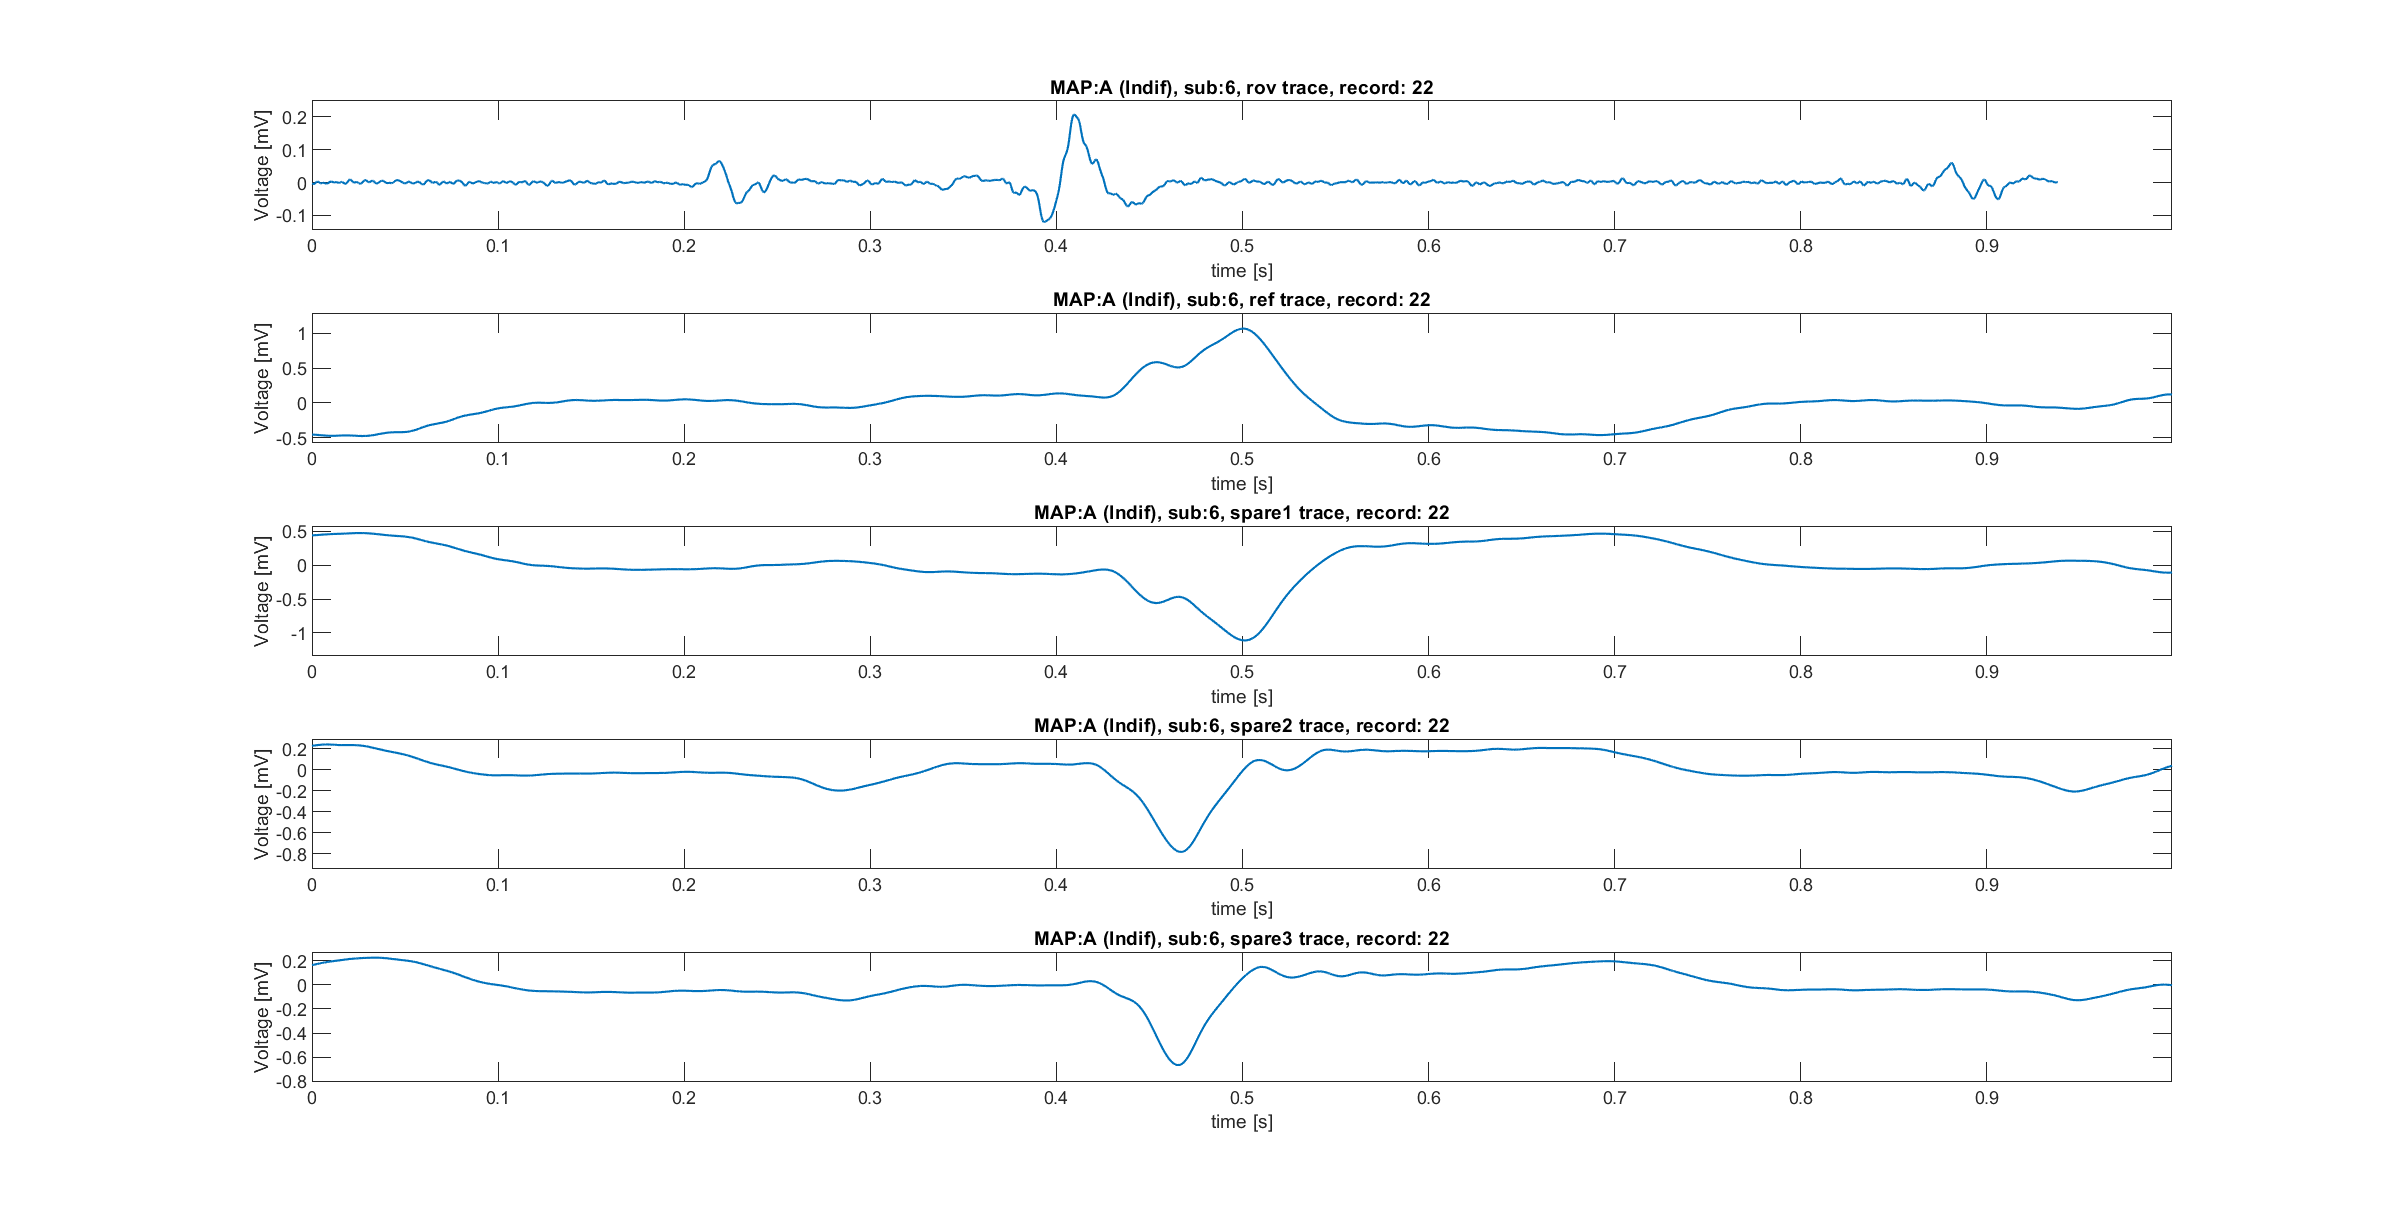 MAP:A (Indif), sub:6, rov trace, record: 22
Voltage [mV]
0.2
0.1
0
-0.1
0 0.1 0.2 0.3 0.4 0.5 0.6 0.7 0.8 0.9
time [s]
MAP:A (Indif), sub:6, ref trace, record: 22
Voltage [mV]
1
0.5
0
-0.5
0 0.1 0.2 0.3 0.4 0.5 0.6 0.7 0.8 0.9
time [s]
MAP:A (Indif), sub:6, spare1 trace, record: 22
Voltage [mV]
0.5
0
-0.5
-1
0 0.1 0.2 0.3 0.4 0.5 0.6 0.7 0.8 0.9
time [s]
MAP:A (Indif), sub:6, spare2 trace, record: 22
Voltage [mV]
0.2
0
-0.2
-0.4
-0.6
-0.8
0 0.1 0.2 0.3 0.4 0.5 0.6 0.7 0.8 0.9
time [s]
MAP:A (Indif), sub:6, spare3 trace, record: 22
Voltage [mV]
0.2
0
-0.2
-0.4
-0.6
-0.8
0 0.1 0.2 0.3 0.4 0.5 0.6 0.7 0.8 0.9
time [s]